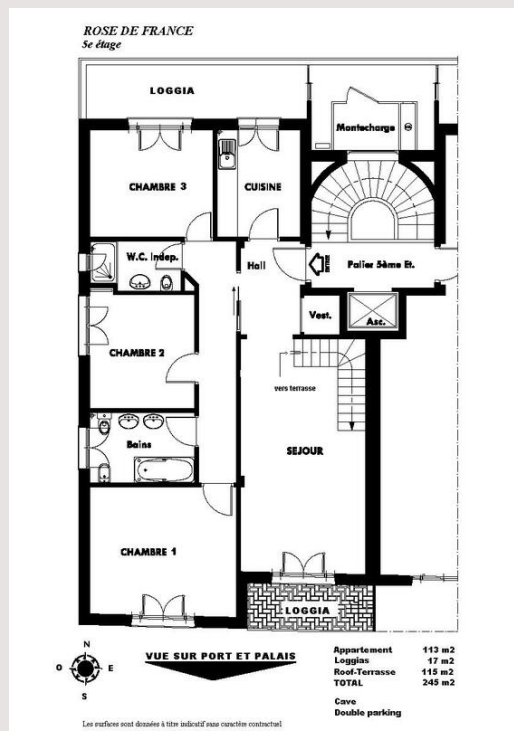 ROSE DE FRANCE
5e étage
LOGGIA
Montecharge
CHAMBRE 3
CUISINE
W.C. Indep.
Hall
ENTREE
Palier 5ème Et.
Vest.
Asc.
CHAMBRE 2
vers terrasse
Bains
SEJOUR
CHAMBRE 1
LOGGIA
N
O
E
S
VUE SUR PORT ET PALAIS
Appartement 113 m2
Loggias 17 m2
Roof-Terrasse 115 m2
TOTAL 245 m2
Cave
Double parking
Les surfaces sont données à titre indicatif sans caractère contractuel